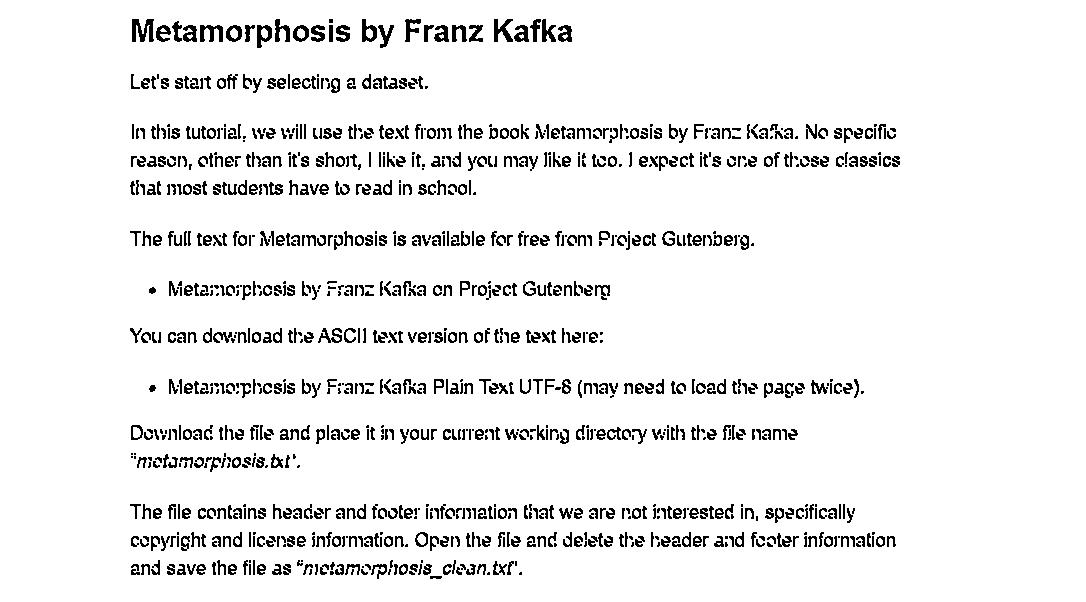 Metamorphosis by Franz Kafka
Let's start off by selecting a dataset.
In this tutorial, we will use the text from the book Metamorphosis by Franz Kafka. No specific
reason, other than it's short, I like it, and you may like it too. I expect it's one of those classics
that most students have to read in school.
The full text for Metamorphosis is available for free from Project Gutenberg.
• Metamorphosis by Franz Kafka on Project Gutenberg
You can download the ASCII text version of the text here:
• Metamorphosis by Franz Kafka Plain Text UTF-8 (may need to load the page twice).
Download the file and place it in your current working directory with the file name
"metamorphosis.txt".
The file contains header and footer information that we are not interested in, specifically
copyright and license information. Open the file and delete the header and footer information
and save the file as "metamorphosis_clean.txt".